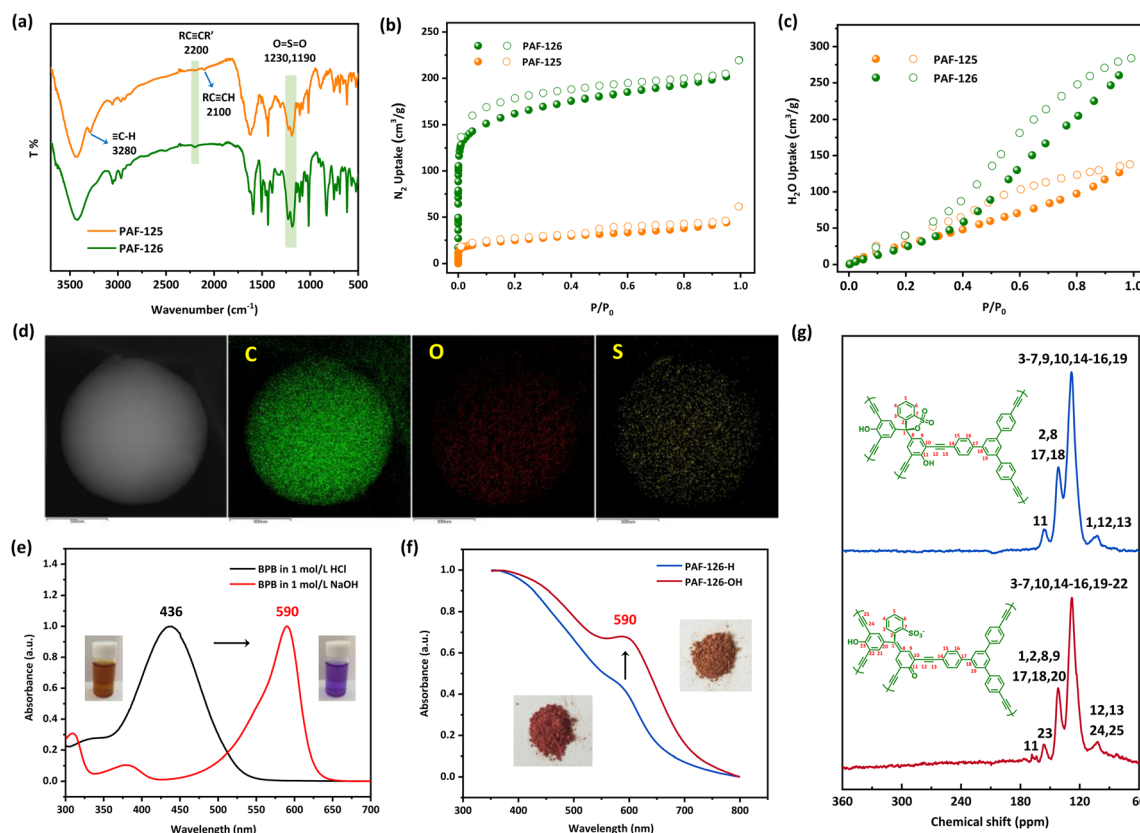 (a)
RC≡CR'
2200
O=S=O
1230,1190
RC≡CH
2100
≡C-H
3280
T %
PAF-125
PAF-126
3500 3000 2500 2000 1500 1000 500
Wavenumber (cm⁻¹)
(b)
250
200
150
100
50
0
N₂ Uptake (cm³/g)
PAF-126
PAF-125
0.0 0.2 0.4 0.6 0.8 1.0
P/P₀
(c)
300
250
200
150
100
50
0
H₂O Uptake (cm³/g)
PAF-125
PAF-126
0.0 0.2 0.4 0.6 0.8 1.0
P/P₀
(d)
C
O
S
(e)
1.4
1.2
1.0
0.8
0.6
0.4
0.2
0.0
Absorbance (a.u.)
BPB in 1 mol/L HCl
BPB in 1 mol/L NaOH
436
590
300 350 400 450 500 550 600 650 700
Wavelength (nm)
(f)
1.2
1.0
0.8
0.6
0.4
0.2
0.0
Absorbance (a.u.)
PAF-126-H
PAF-126-OH
590
300 400 500 600 700 800
Wavelength (nm)
(g)
3-7,9,10,14-16,19
2,8
17,18
11
1,12,13
3-7,10,14-16,19-22
1,2,8,9
17,18,20
12,13
24,25
23
11
360 300 240 180 120 60
Chemical shift (ppm)